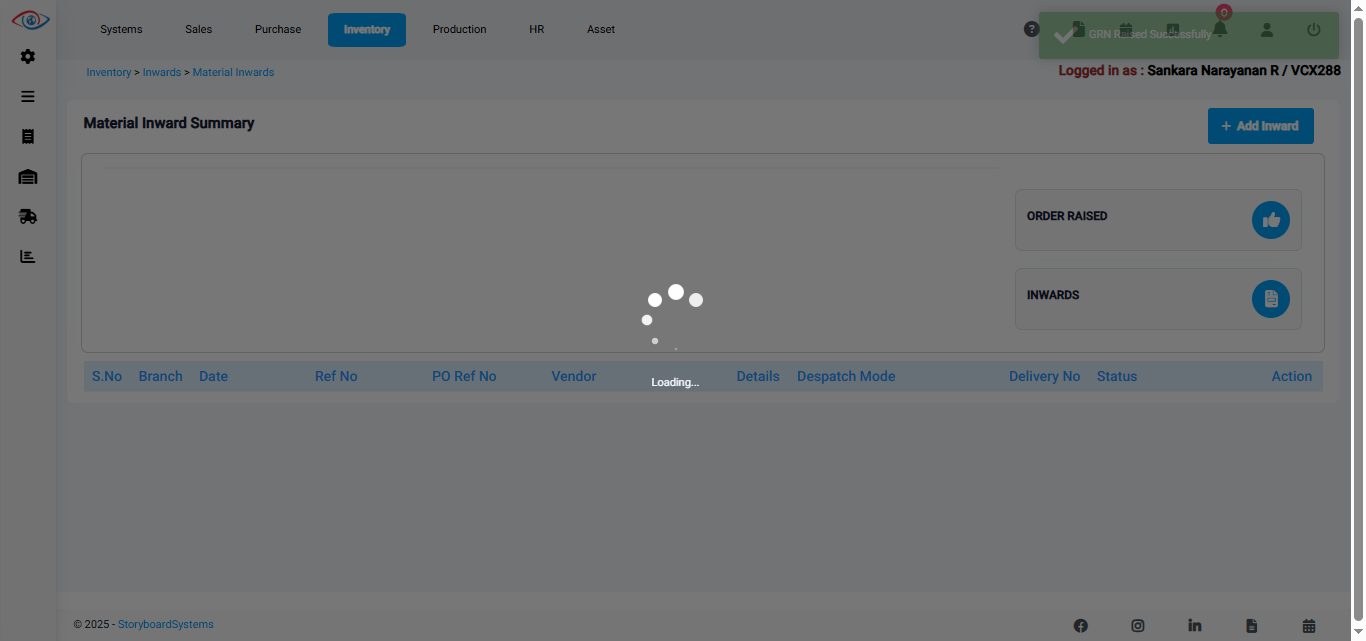 Systems Sales Purchase Inventory Production HR Asset
0
GRN Raised Successfully
Inventory > Inwards > Material Inwards
Logged in as : Sankara Narayanan R / VCX288
Material Inward Summary
+ Add Inward
ORDER RAISED
INWARDS
S.No Branch Date Ref No PO Ref No Vendor Details Despatch Mode Delivery No Status Action
Loading...
© 2025 - StoryboardSystems